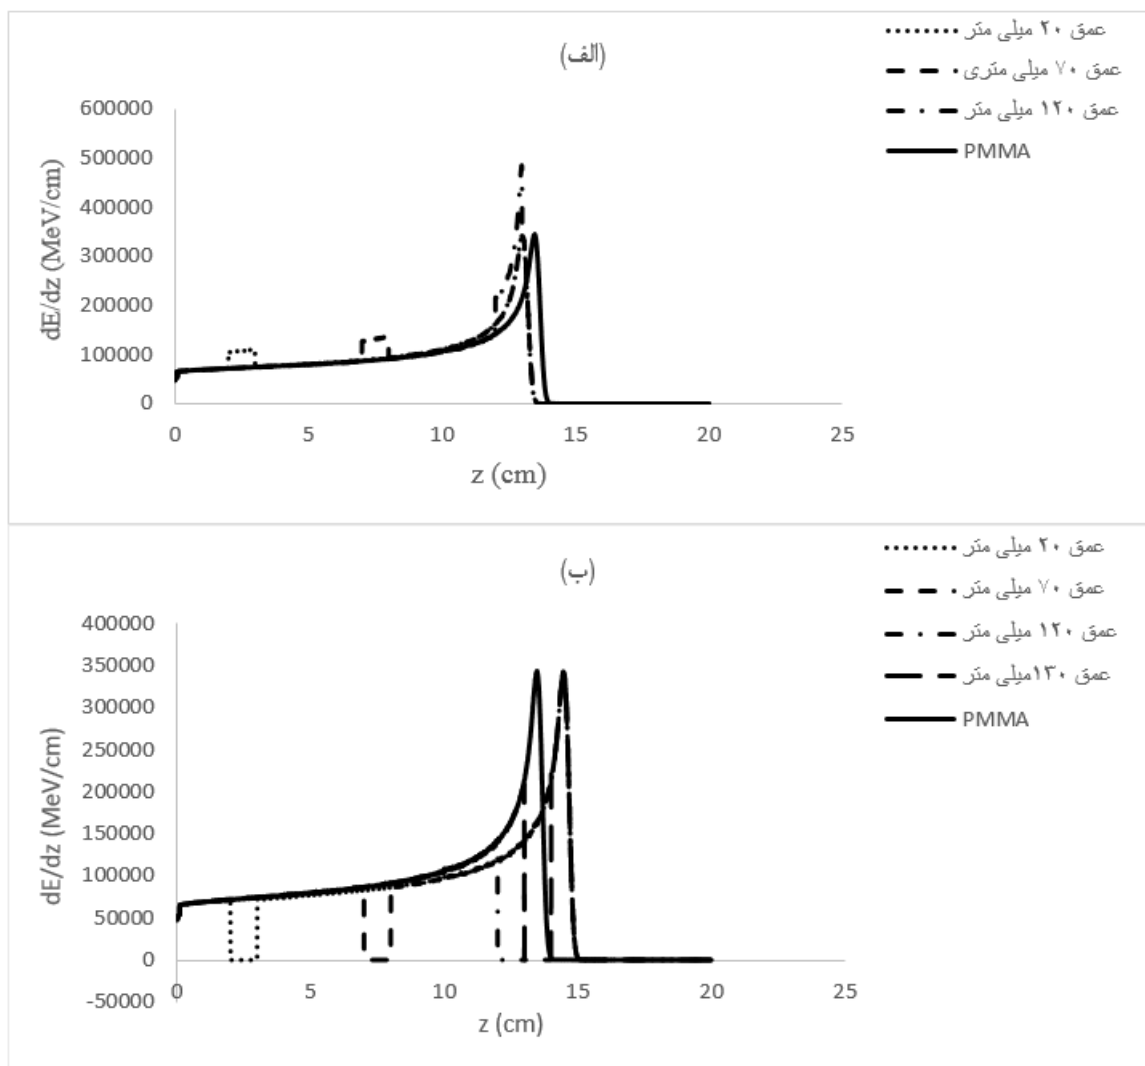 (الف)
عمق ۲۰ میلی متر
عمق ۷۰ میلی متری
عمق ۱۲۰ میلی متر
PMMA
dE/dz (MeV/cm)
600000
500000
400000
300000
200000
100000
0
0 5 10 15 20 25
z (cm)
(ب)
عمق ۲۰ میلی متر
عمق ۷۰ میلی متر
عمق ۱۲۰ میلی متر
عمق ۱۳۰میلی متر
PMMA
dE/dz (MeV/cm)
400000
350000
300000
250000
200000
150000
100000
50000
0
-50000
0 5 10 15 20 25
z (cm)